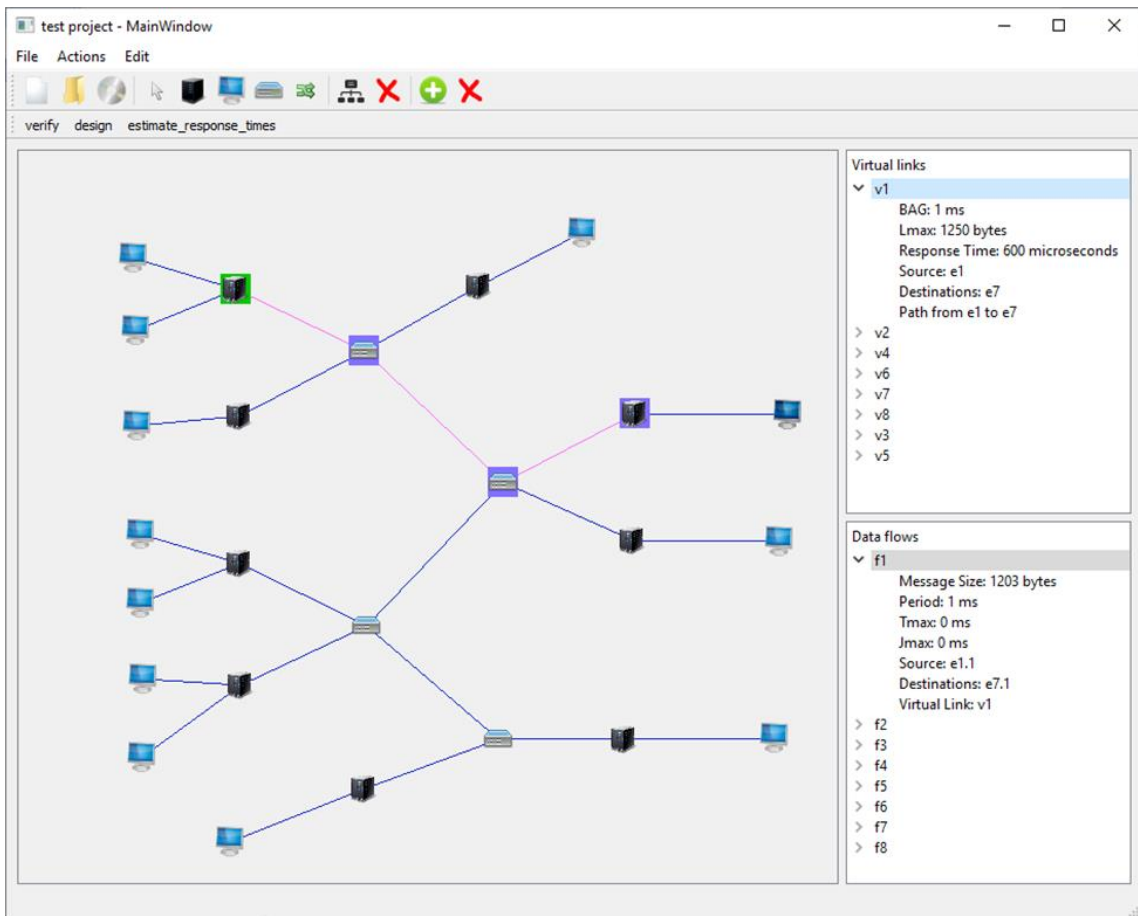 test project - MainWindow
File Actions Edit
verify design estimate_response_times
Virtual links
v1
BAG: 1 ms
Lmax: 1250 bytes
Response Time: 600 microseconds
Source: e1
Destinations: e7
Path from e1 to e7
v2
v4
v6
v7
v8
v3
v5
Data flows
f1
Message Size: 1203 bytes
Period: 1 ms
Tmax: 0 ms
Jmax: 0 ms
Source: e1.1
Destinations: e7.1
Virtual Link: v1
f2
f3
f4
f5
f6
f7
f8